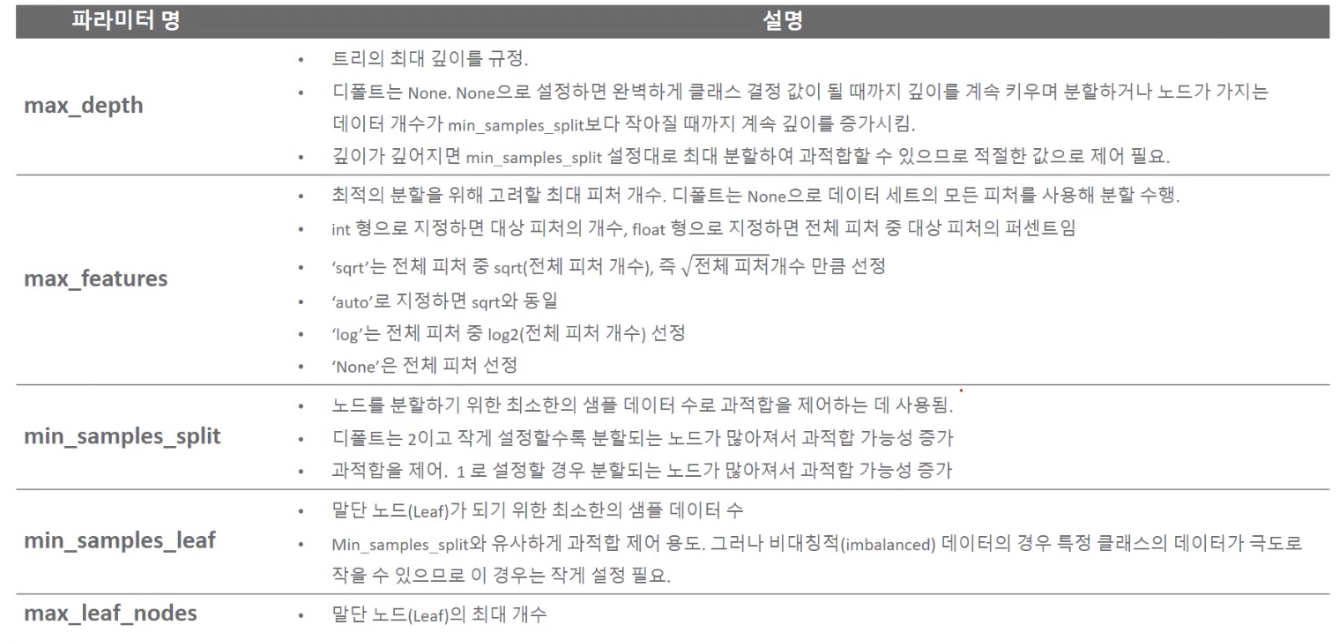 파라미터 명 설명
max_depth
• 트리의 최대 깊이를 규정.
• 디폴트는 None. None으로 설정하면 완벽하게 클래스 결정 값이 될 때까지 깊이를 계속 키우며 분할하거나 노드가 가지는
데이터 개수가 min_samples_split보다 작아질 때까지 계속 깊이를 증가시킴.
• 깊이가 깊어지면 min_samples_split 설정대로 최대 분할하여 과적합할 수 있으므로 적절한 값으로 제어 필요.
max_features
• 최적의 분할을 위해 고려할 최대 피처 개수. 디폴트는 None으로 데이터 세트의 모든 피처를 사용해 분할 수행.
• int 형으로 지정하면 대상 피처의 개수, float 형으로 지정하면 전체 피처 중 대상 피처의 퍼센트임
• ‘sqrt’는 전체 피처 중 sqrt(전체 피처 개수), 즉 √전체 피처개수 만큼 선정
• ‘auto’로 지정하면 sqrt와 동일
• ‘log’는 전체 피처 중 log2(전체 피처 개수) 선정
• ‘None’은 전체 피처 선정
min_samples_split
• 노드를 분할하기 위한 최소한의 샘플 데이터 수로 과적합을 제어하는 데 사용됨.
• 디폴트는 2이고 작게 설정할수록 분할되는 노드가 많아져서 과적합 가능성 증가
• 과적합을 제어. 1 로 설정할 경우 분할되는 노드가 많아져서 과적합 가능성 증가
min_samples_leaf
• 말단 노드(Leaf)가 되기 위한 최소한의 샘플 데이터 수
• Min_samples_split와 유사하게 과적합 제어 용도. 그러나 비대칭적(imbalanced) 데이터의 경우 특정 클래스의 데이터가 극도로
작을 수 있으므로 이 경우는 작게 설정 필요.
max_leaf_nodes
• 말단 노드(Leaf)의 최대 개수